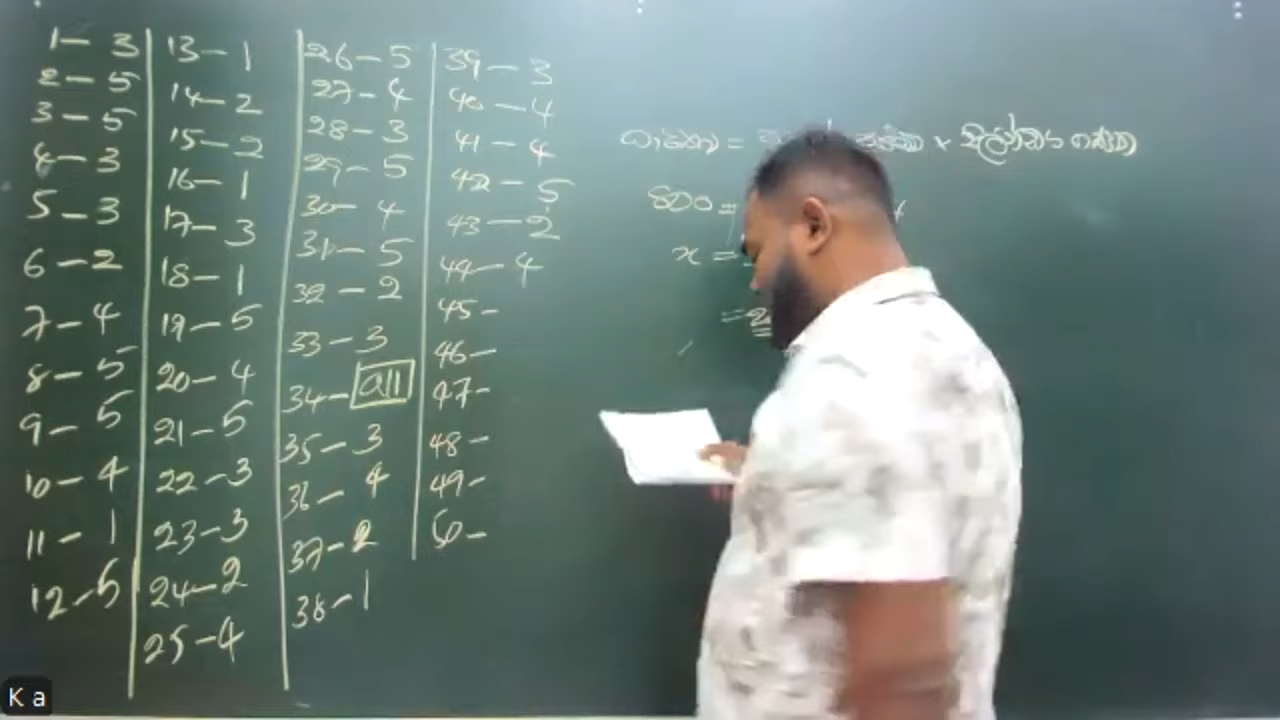 1 - 3
2 - 5
3 - 5
4 - 3
5 - 3
6 - 2
7 - 4
8 - 5
9 - 5
10 - 4
11 - 1
12 - 5
13 - 1
14 - 2
15 - 2
16 - 1
17 - 3
18 - 1
19 - 5
20 - 4
21 - 5
22 - 3
23 - 3
24 - 2
25 - 4
26 - 5
27 - 4
28 - 3
29 - 5
30 - 4
31 - 5
32 - 2
33 - 3
34 - all
35 - 3
36 - 4
37 - 2
38 - 1
39 - 3
40 - 4
41 - 4
42 - 5
43 - 2
44 - 4
45 -
46 -
47 -
48 -
49 -
50 -
= ×
800 =
x =
= 2
K a